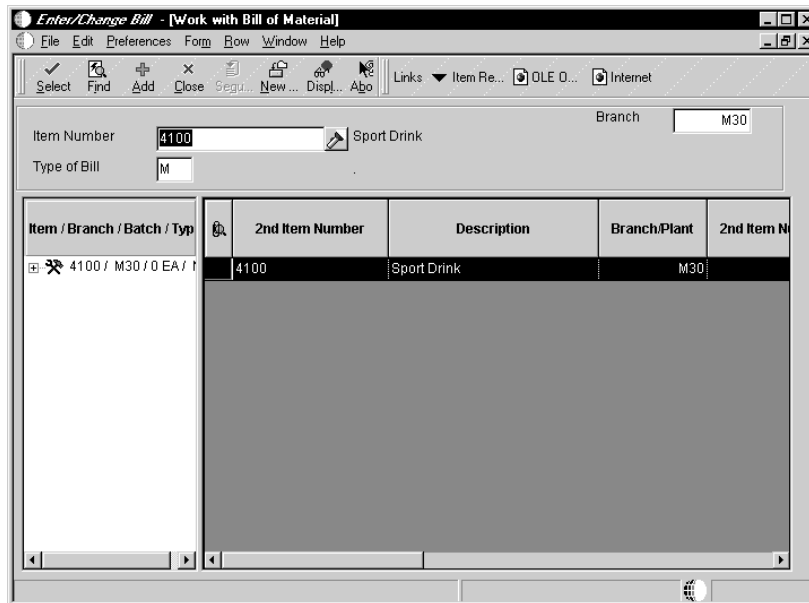 Enter/Change Bill - [Work with Bill of Material]
File Edit Preferences Form Row Window Help
Select Find Add Close Sequ... New ... Displ... Abo Links Item Re... OLE O... Internet
Branch M30
Item Number 4100 Sport Drink
Type of Bill M .
Item / Branch / Batch / Typ 2nd Item Number Description Branch/Plant 2nd Item Nu
4100 / M30 / 0 EA / 4100 Sport Drink M30